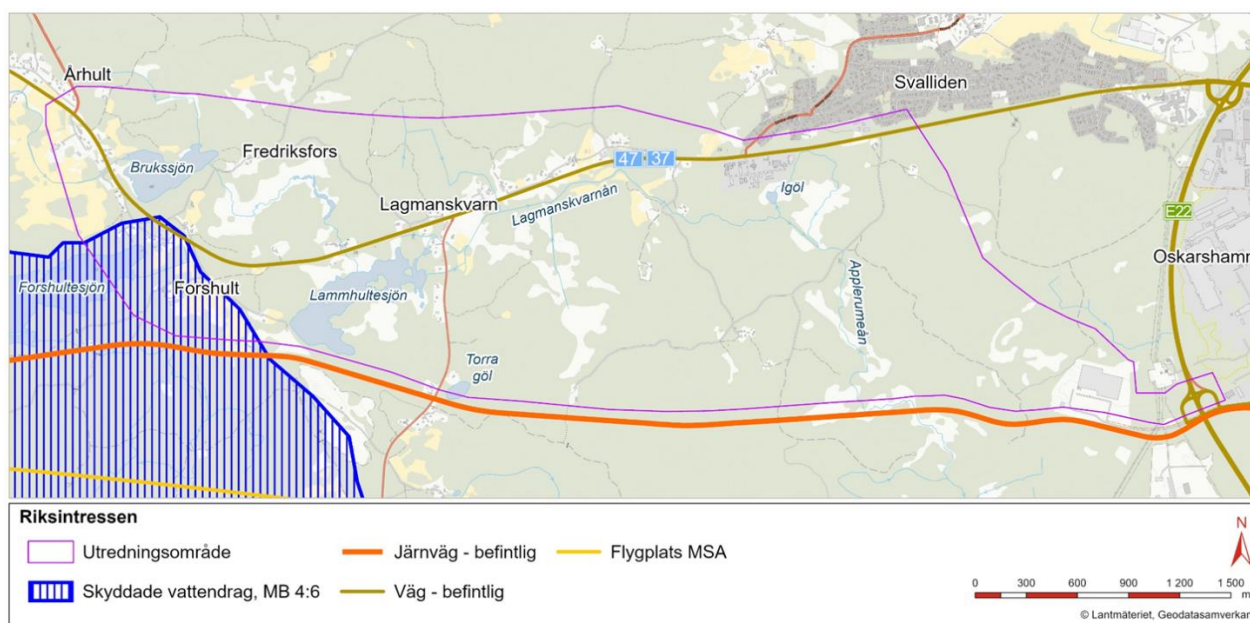 Århult
Svalliden
Brukssjön
Fredriksfors
47 37
Lagmanskvarn
Lagmanskvarnån
Igöl
E22
Oskarshamn
Forshultesjön
Forshult
Lammhultesjön
Applerumeån
Torra
göl
Riksintressen
Utredningsområde
Järnväg - befintlig
Flygplats MSA
Skyddade vattendrag, MB 4:6
Väg - befintlig
N
0 300 600 900 1 200 1 500
m
© Lantmäteriet, Geodatasamverkan